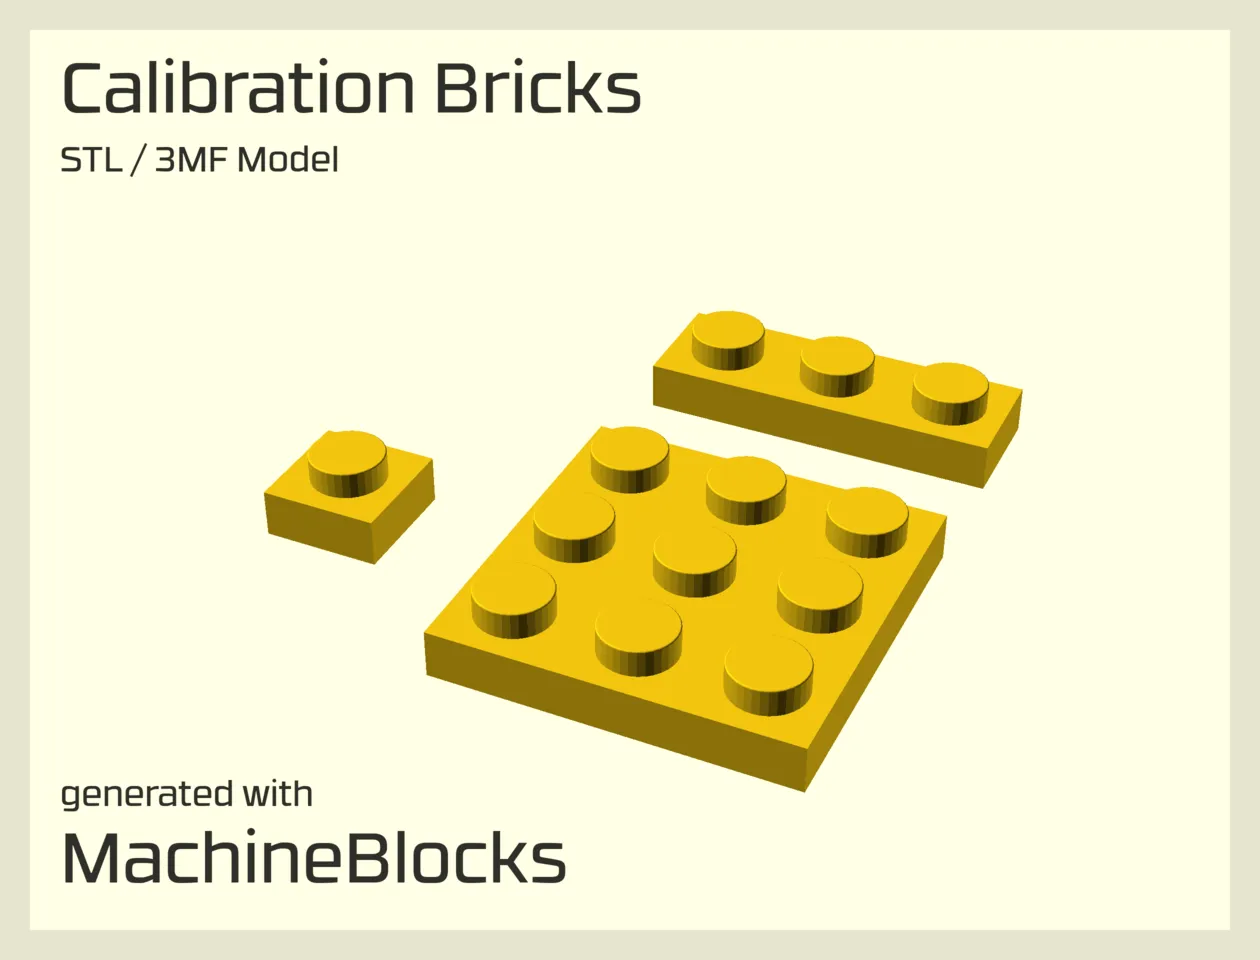 Calibration Bricks
STL / 3MF Model
generated with
MachineBlocks